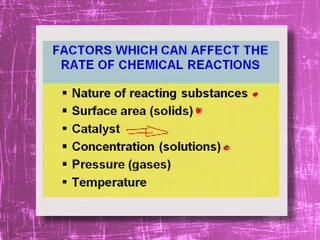 FACTORS WHICH CAN AFFECT THE
RATE OF CHEMICAL REACTIONS
Nature of reacting substances
Surface area (solids)
Catalyst
Concentration (solutions)
Pressure (gases)
Temperature